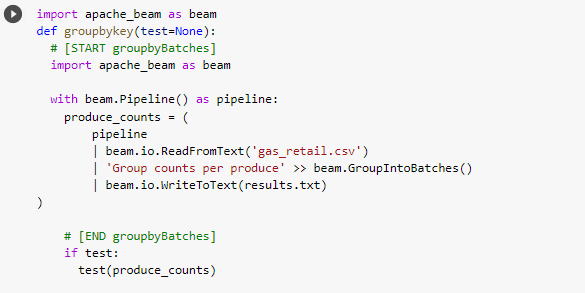 import apache_beam as beam
def groupbykey(test=None):
  # [START groupbyBatches]
  import apache_beam as beam

  with beam.Pipeline() as pipeline:
    produce_counts = (
        pipeline
        | beam.io.ReadFromText('gas_retail.csv')
        | 'Group counts per produce' >> beam.GroupIntoBatches()
        | beam.io.WriteToText(results.txt)
)

    # [END groupbyBatches]
    if test:
      test(produce_counts)